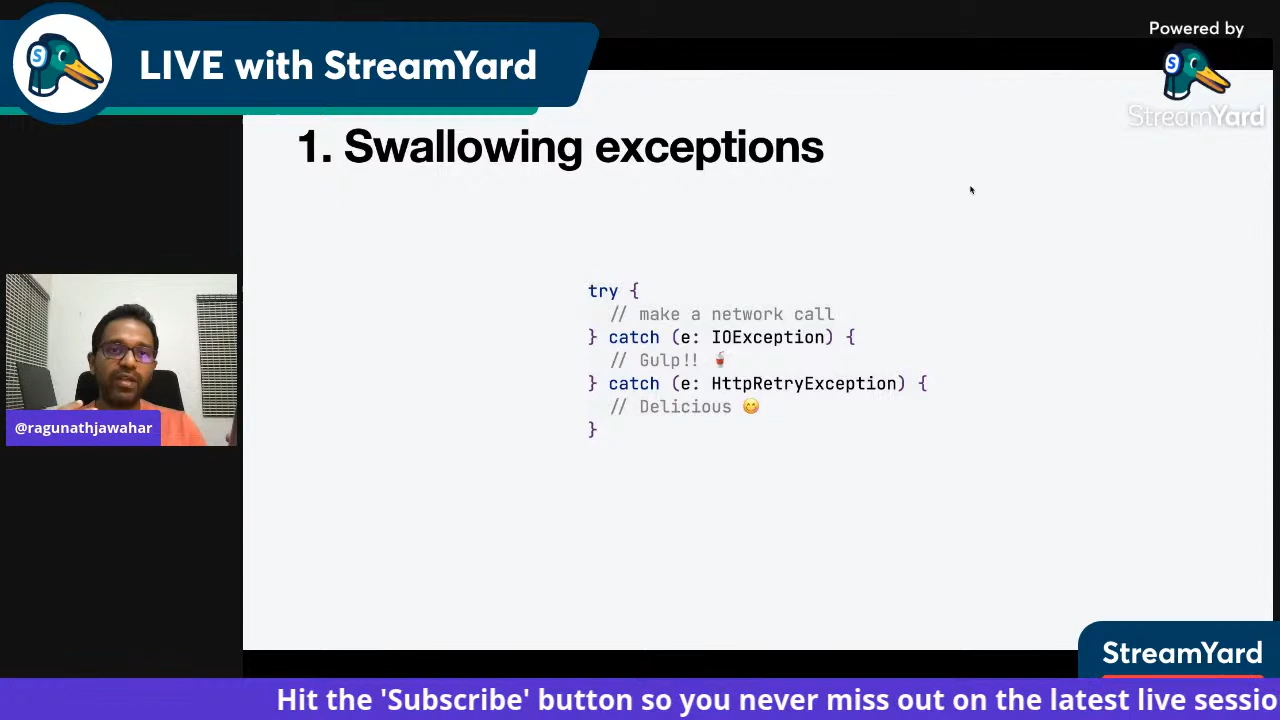 LIVE with StreamYard
Powered by
S
StreamYard
1. Swallowing exceptions
try {
// make a network call
} catch (e: IOException) {
// Gulp!! 🍹
} catch (e: HttpRetryException) {
// Delicious 😋
}
@ragunathjawahar
StreamYard
Hit the 'Subscribe' button so you never miss out on the latest live sessio